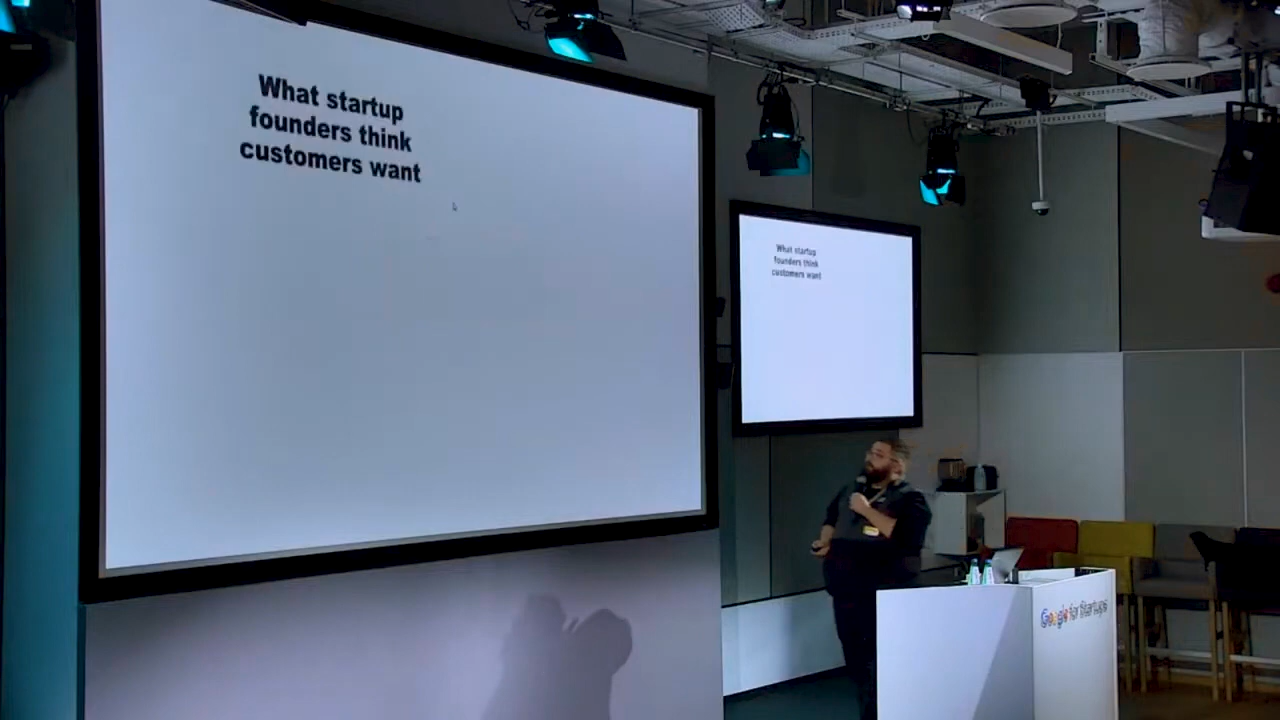 What startup
founders think
customers want
What startup
founders think
customers want
Google for Startups